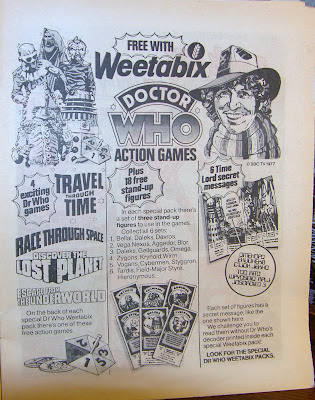 FREE WITH
Weetabix
DOCTOR
WHO
ACTION GAMES
© BBC TV 1977
4
exciting
Dr Who
games
TRAVEL
THROUGH
TIME
RACE THROUGH SPACE
DISCOVER THE
LOST PLANET
ESCAPE FROM
THE UNDERWORLD
On the back of each
special Dr Who Weetabix
pack there's one of these
free action games.
Plus
18 free
stand-up
figures
In each special pack there's
a set of three stand-up
figures to use in the games.
Collect all 6 sets:
1. Bellal, Daleks, Davros.
2. Vega Nexus, Aggedor, Blor.
3. Daleks, Gellguards, Omega.
4. Zygons, Krynoid, Wirrn.
5. Vogans, Cybermen, Styggron.
6. Tardis, Field-Major Styre,
Hieronymous.
6 Time
Lord secret
messages
Each set of figures has a
secret message, like the
one shown here.
We challenge you to
read them without Dr Who's
decoder printed inside each
special Weetabix pack!
LOOK FOR THE SPECIAL
DR WHO WEETABIX PACKS.